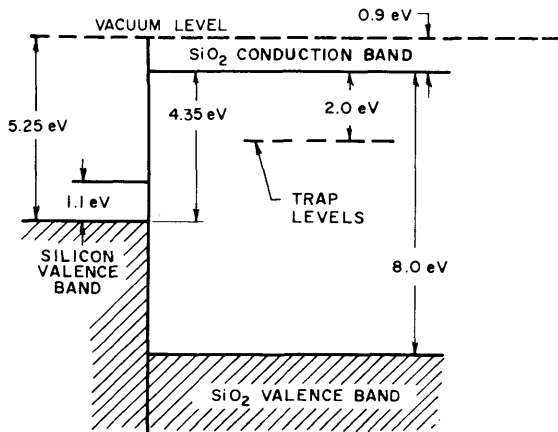 0.9 eV
VACUUM LEVEL
SiO₂ CONDUCTION BAND
5.25 eV
4.35 eV
2.0 eV
1.1 eV
TRAP
LEVELS
SILICON
VALENCE
BAND
8.0 eV
SiO₂ VALENCE BAND